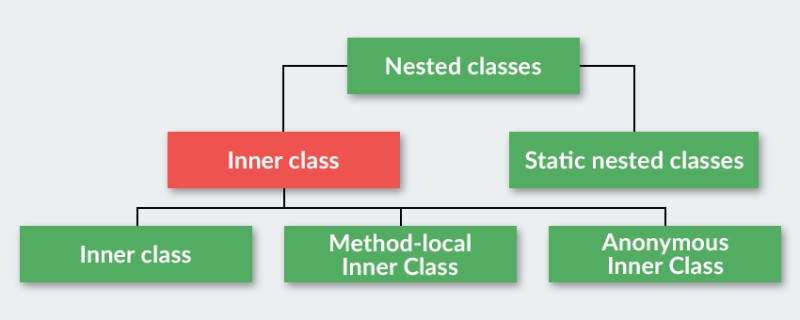 Nested classes
Inner class
Static nested classes
Inner class
Method-local
Inner Class
Anonymous
Inner Class